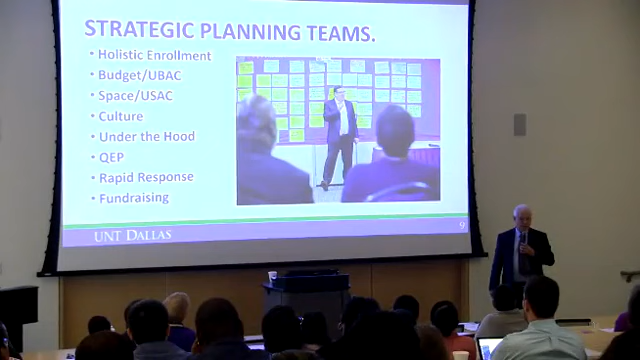 STRATEGIC PLANNING TEAMS.
• Holistic Enrollment
• Budget/UBAC
• Space/USAC
• Culture
• Under the Hood
• QEP
• Rapid Response
• Fundraising
UNT DALLAS
9